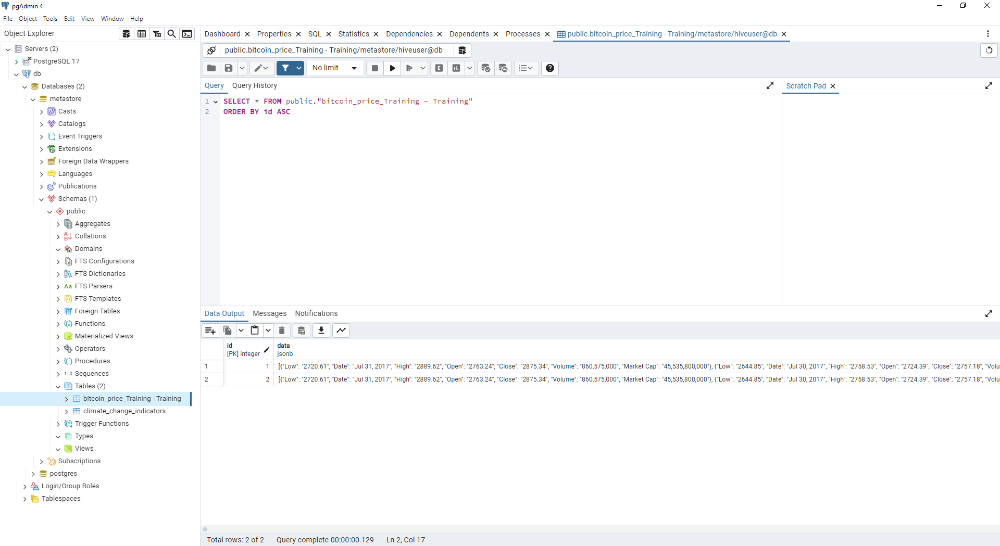 pgAdmin 4
File Object Tools Edit View Window Help
Object Explorer
Servers (2)
PostgreSQL 17
db
Databases (2)
metastore
Casts
Catalogs
Event Triggers
Extensions
Foreign Data Wrappers
Languages
Publications
Schemas (1)
public
Aggregates
Collations
Domains
FTS Configurations
FTS Dictionaries
Aa FTS Parsers
FTS Templates
Foreign Tables
Functions
Materialized Views
Operators
Procedures
1..3 Sequences
Tables (2)
bitcoin_price_Training - Training
climate_change_indicators
Trigger Functions
Types
Views
Subscriptions
postgres
Login/Group Roles
Tablespaces
Dashboard Properties SQL Statistics Dependencies Dependents Processes public.bitcoin_price_Training - Training/metastore/hiveuser@db
public.bitcoin_price_Training - Training/metastore/hiveuser@db
No limit E
Query Query History
1 SELECT * FROM public."bitcoin_price_Training - Training"
2 ORDER BY id ASC
Scratch Pad
Data Output Messages Notifications
id data
[PK] integer jsonb
1 1 [{"Low": "2720.61", "Date": "Jul 31, 2017", "High": "2889.62", "Open": "2763.24", "Close": "2875.34", "Volume": "860,575,000", "Market Cap": "45,535,800,000"}, {"Low": "2644.85", "Date": "Jul 30, 2017", "High": "2758.53", "Open": "2724.39", "Close": "2757.18", "Volu
2 2 [{"Low": "2720.61", "Date": "Jul 31, 2017", "High": "2889.62", "Open": "2763.24", "Close": "2875.34", "Volume": "860,575,000", "Market Cap": "45,535,800,000"}, {"Low": "2644.85", "Date": "Jul 30, 2017", "High": "2758.53", "Open": "2724.39", "Close": "2757.18", "Volu
Total rows: 2 of 2 Query complete 00:00:00.129 Ln 2, Col 17